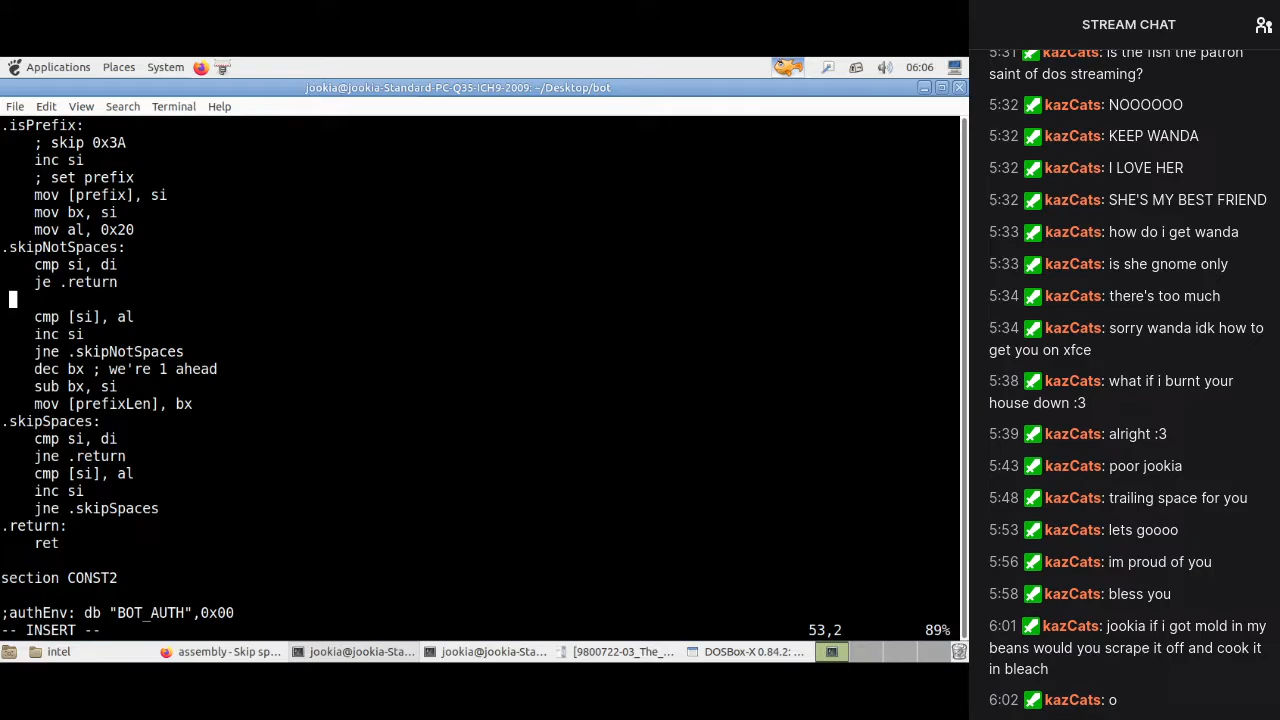 Applications Places System
06:06
jookia@jookia-Standard-PC-Q35-ICH9-2009: ~/Desktop/bot
File Edit View Search Terminal Help
.isPrefix:
; skip 0x3A
inc si
; set prefix
mov [prefix], si
mov bx, si
mov al, 0x20
.skipNotSpaces:
cmp si, di
je .return
cmp [si], al
inc si
jne .skipNotSpaces
dec bx ; we're 1 ahead
sub bx, si
mov [prefixLen], bx
.skipSpaces:
cmp si, di
jne .return
cmp [si], al
inc si
jne .skipSpaces
.return:
ret
section CONST2
;authEnv: db "BOT_AUTH",0x00
-- INSERT --
53,2
89%
intel
assembly - Skip sp...
jookia@jookia-Sta...
jookia@jookia-Sta...
[9800722-03_The_...
DOSBox-X 0.84.2: ...
STREAM CHAT
5:31 kazCats: is the fish the patron
saint of dos streaming?
5:32 kazCats: NOOOOOO
5:32 kazCats: KEEP WANDA
5:32 kazCats: I LOVE HER
5:32 kazCats: SHE'S MY BEST FRIEND
5:33 kazCats: how do i get wanda
5:33 kazCats: is she gnome only
5:34 kazCats: there's too much
5:34 kazCats: sorry wanda idk how to
get you on xfce
5:38 kazCats: what if i burnt your
house down :3
5:39 kazCats: alright :3
5:43 kazCats: poor jookia
5:48 kazCats: trailing space for you
5:53 kazCats: lets goooo
5:56 kazCats: im proud of you
5:58 kazCats: bless you
6:01 kazCats: jookia if i got mold in my
beans would you scrape it off and cook it
in bleach
6:02 kazCats: o